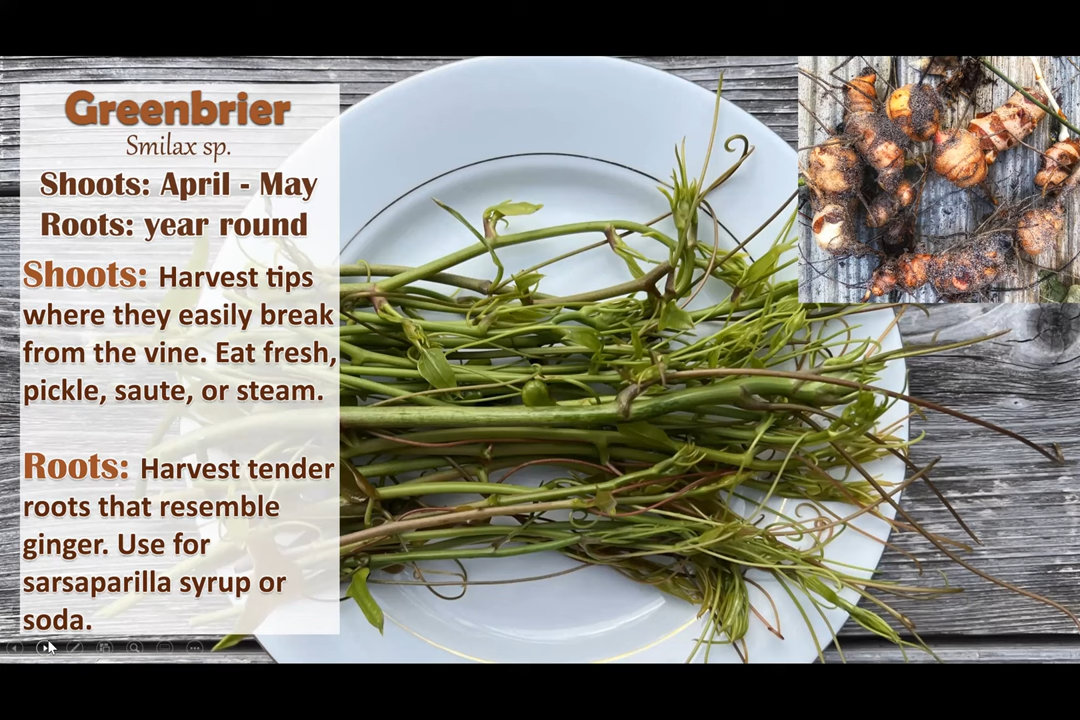 Greenbrier
Smilax sp.
Shoots: April - May
Roots: year round
Shoots: Harvest tips
where they easily break
from the vine. Eat fresh,
pickle, saute, or steam.
Roots: Harvest tender
roots that resemble
ginger. Use for
sarsaparilla syrup or
soda.